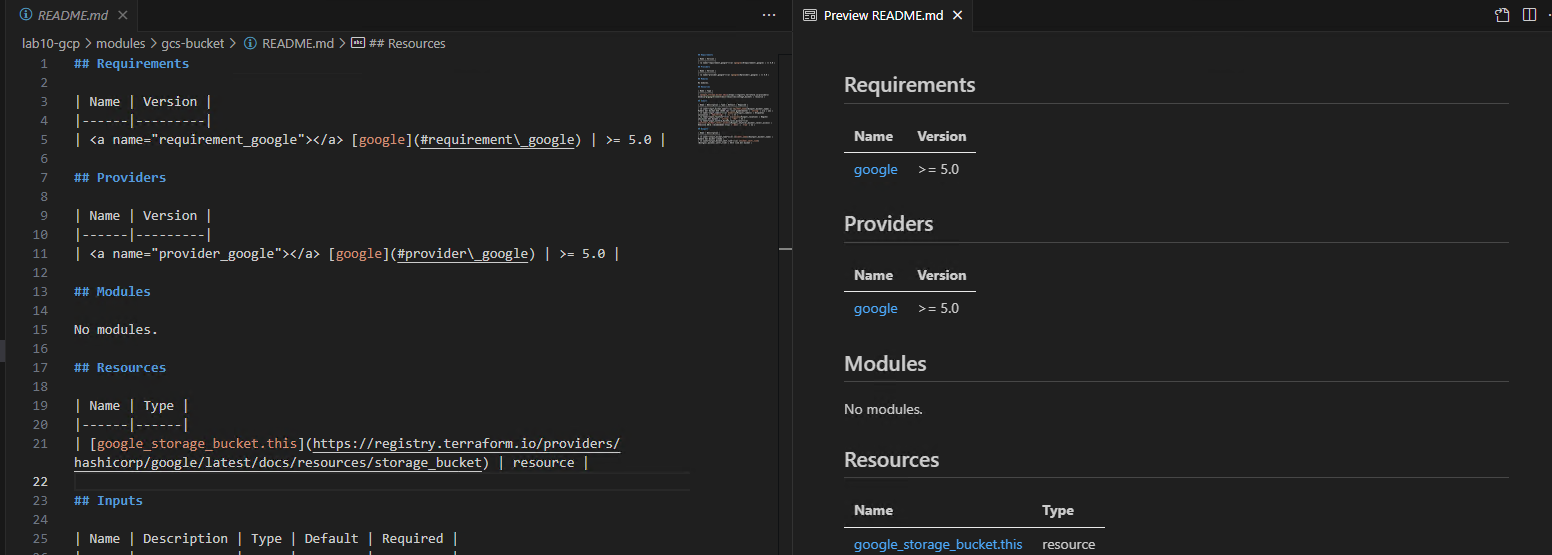 README.md
lab10-gcp > modules > gcs-bucket > README.md > ## Resources
1 ## Requirements
2
3 | Name | Version |
4 |------|---------|
5 | <a name="requirement_google"></a> [google](#requirement\_google) | >= 5.0 |
6
7 ## Providers
8
9 | Name | Version |
10 |------|---------|
11 | <a name="provider_google"></a> [google](#provider\_google) | >= 5.0 |
12
13 ## Modules
14
15 No modules.
16
17 ## Resources
18
19 | Name | Type |
20 |------|------|
21 | [google_storage_bucket.this](https://registry.terraform.io/providers/
hashicorp/google/latest/docs/resources/storage_bucket) | resource |
22
23 ## Inputs
24
25 | Name | Description | Type | Default | Required |
Preview README.md
Requirements
Name Version
google >= 5.0
Providers
Name Version
google >= 5.0
Modules
No modules.
Resources
Name Type
google_storage_bucket.this resource